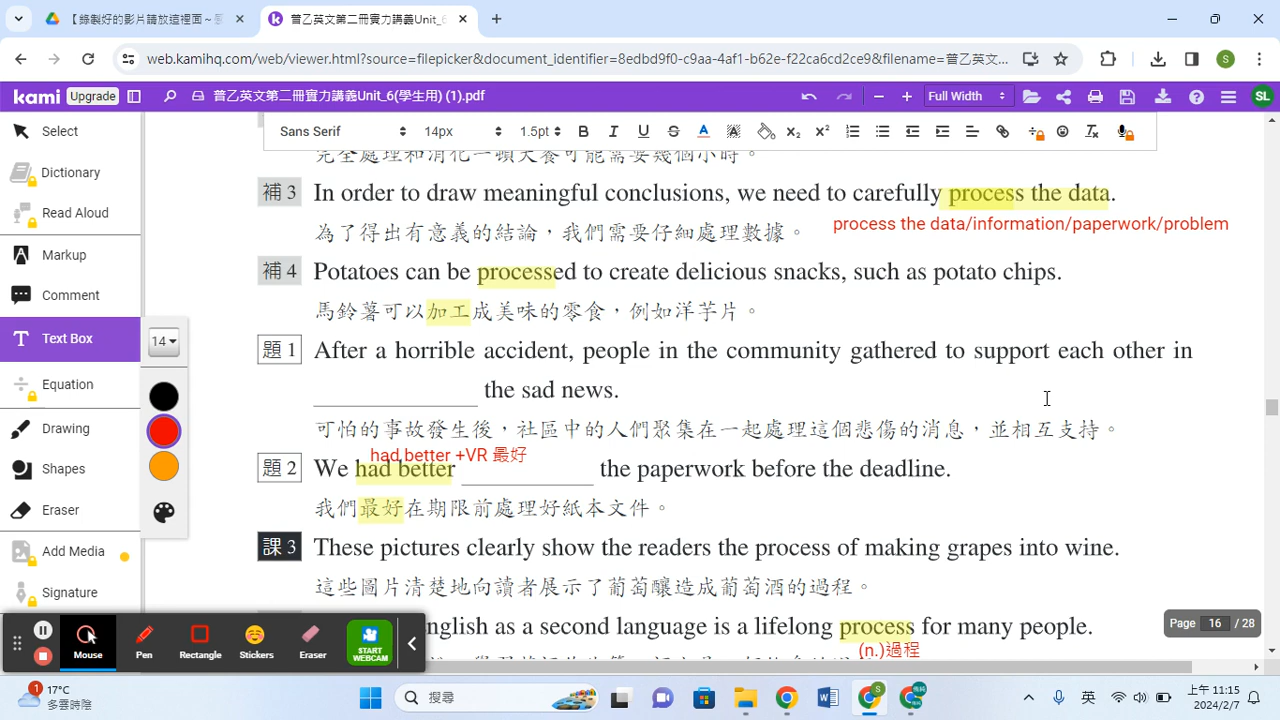 【 錄製好的影片請放這裡面～
普乙英文第二冊實力講義Unit_6
S
web.kamihq.com/web/viewer.html?source=filepicker&document_identifier=8edbd9f0-c9aa-4af1-b62e-f22ca6cd2ce9&filename=普乙英文第二冊實力講義Unit_...
kami
Upgrade
普乙英文第二冊實力講義Unit_6(學生用) (1).pdf
Full Width
SL
Select
Dictionary
Read Aloud
Markup
Comment
Text Box
Equation
Drawing
Shapes
Eraser
Add Media
Signature
Sans Serif
14px
1.5pt
完全處理和消化一頓大餐可能需要幾個小時。
補 3 In order to draw meaningful conclusions, we need to carefully process the data.
為了得出有意義的結論，我們需要仔細處理數據。
process the data/information/paperwork/problem
補 4 Potatoes can be processed to create delicious snacks, such as potato chips.
馬鈴薯可以加工成美味的零食，例如洋芋片。
題 1 After a horrible accident, people in the community gathered to support each other in
the sad news.
可怕的事故發生後，社區中的人們聚集在一起處理這個悲傷的消息，並相互支持。
had better +VR 最好
題 2 We had better the paperwork before the deadline.
我們最好在期限前處理好紙本文件。
課 3 These pictures clearly show the readers the process of making grapes into wine.
這些圖片清楚地向讀者展示了葡萄釀造成葡萄酒的過程。
nglish as a second language is a lifelong process for many people.
(n.)過程
14
Page 16 / 28
Mouse
Pen
Rectangle
Stickers
Eraser
START
WEBCAM
1
17°C
多雲時陰
搜尋
英
上午 11:15
2024/2/7